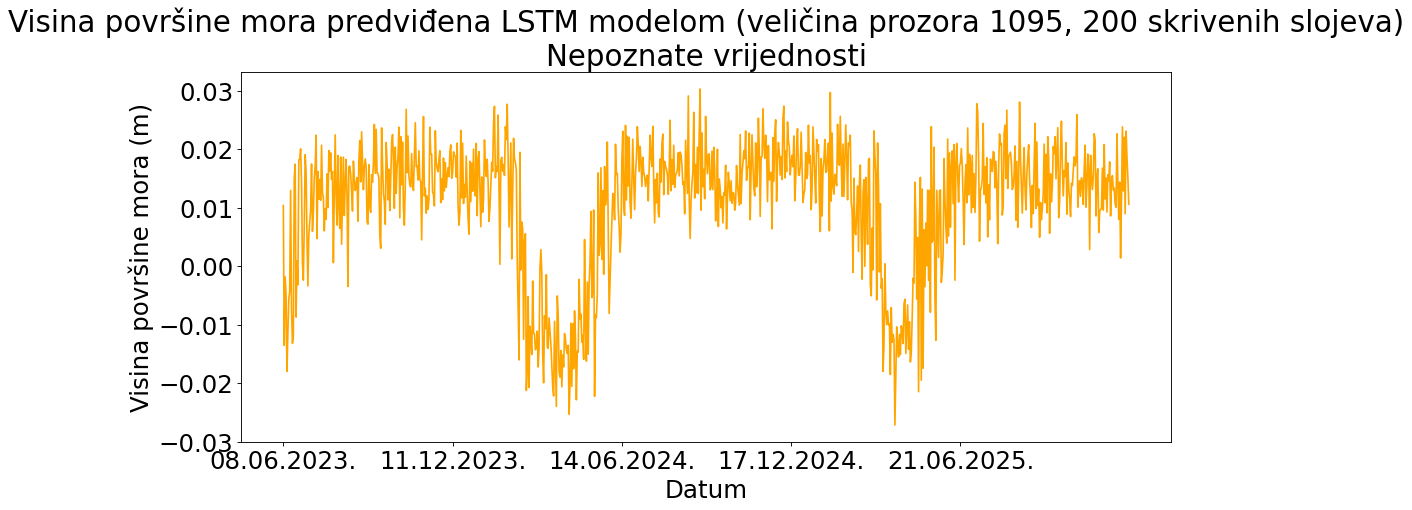 Visina površine mora predviđena LSTM modelom (veličina prozora 1095, 200 skrivenih slojeva)
Nepoznate vrijednosti
Visina površine mora (m)
0.03
0.02
0.01
0.00
−0.01
−0.02
−0.03
08.06.2023. 11.12.2023. 14.06.2024. 17.12.2024. 21.06.2025.
Datum